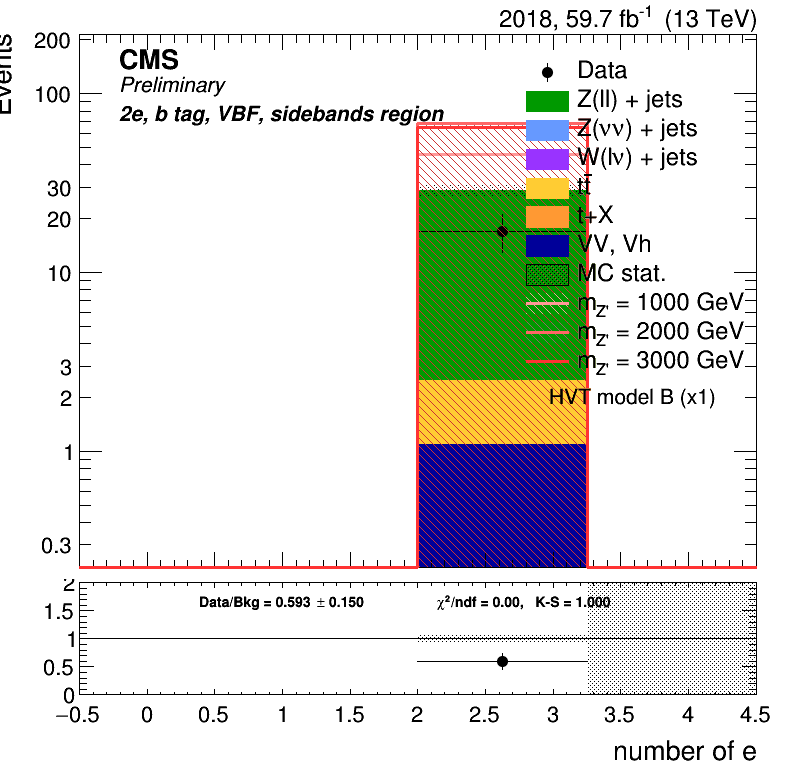 2018, 59.7 fb⁻¹ (13 TeV)
Events
200
100
30
20
10
3
2
1
0.3
CMS
Preliminary
2e, b tag, VBF, sidebands region
Data
Z(ll) + jets
Z(νν) + jets
W(lν) + jets
tt̅
t+X
VV, Vh
MC stat.
m_Z' = 1000 GeV
m_Z' = 2000 GeV
m_Z' = 3000 GeV
HVT model B (x1)
2
1.5
1
0.5
0
Data/Bkg = 0.593 ± 0.150
χ²/ndf = 0.00, K-S = 1.000
−0.5 0 0.5 1 1.5 2 2.5 3 3.5 4 4.5
number of e